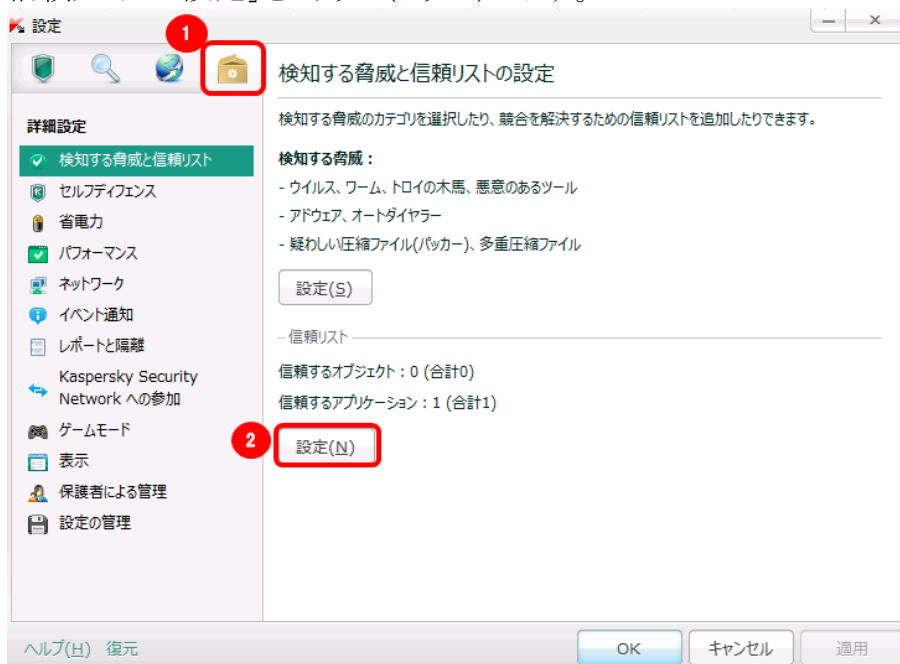 設定
1
検知する脅威と信頼リストの設定
検知する脅威のカテゴリを選択したり、競合を解決するための信頼リストを追加したりできます。
詳細設定
検知する脅威と信頼リスト
セルフディフェンス
省電力
パフォーマンス
ネットワーク
イベント通知
レポートと隔離
Kaspersky Security
Network への参加
ゲームモード
表示
保護者による管理
設定の管理
検知する脅威：
- ウイルス、ワーム、トロイの木馬、悪意のあるツール
- アドウェア、オートダイヤラー
- 疑わしい圧縮ファイル(パッカー)、多重圧縮ファイル
設定(S)
信頼リスト
信頼するオブジェクト：0 (合計0)
信頼するアプリケーション：1 (合計1)
2
設定(N)
ヘルプ(H) 復元
OK キャンセル 適用